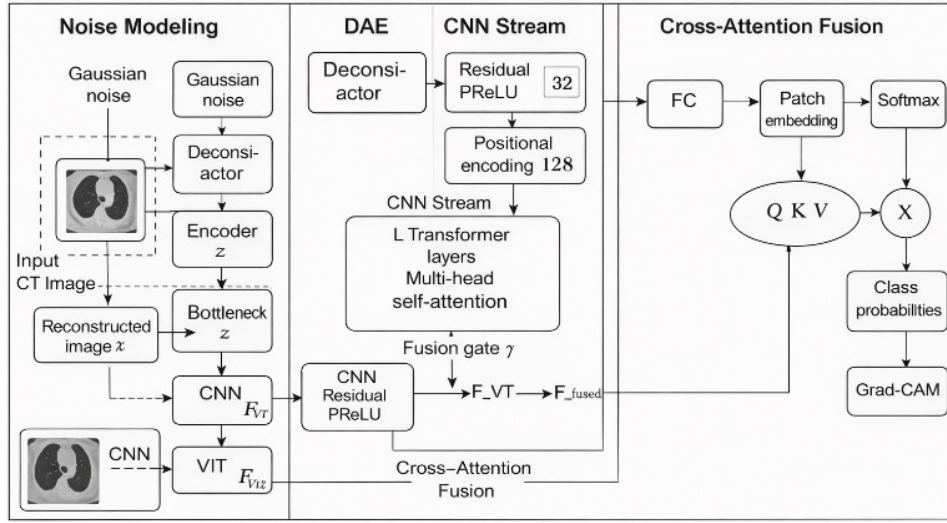 Noise Modeling
Gaussian
noise
Gaussian
noise
Deconsi-
actor
Encoder
z
Input
CT Image
Reconstructed
image x
Bottleneck
z
CNN
F_VT
CNN
VIT
F_V1Z
DAE
CNN Stream
Deconsi-
actor
Residual
PReLU
32
Positional
encoding 128
CNN Stream
L Transformer
layers
Multi-head
self-attention
Fusion gate γ
CNN
Residual
PReLU
F_VT
F_fused
Cross–Attention
Fusion
Cross-Attention Fusion
FC
Patch
embedding
Softmax
Q K V
X
Class
probabilities
Grad-CAM